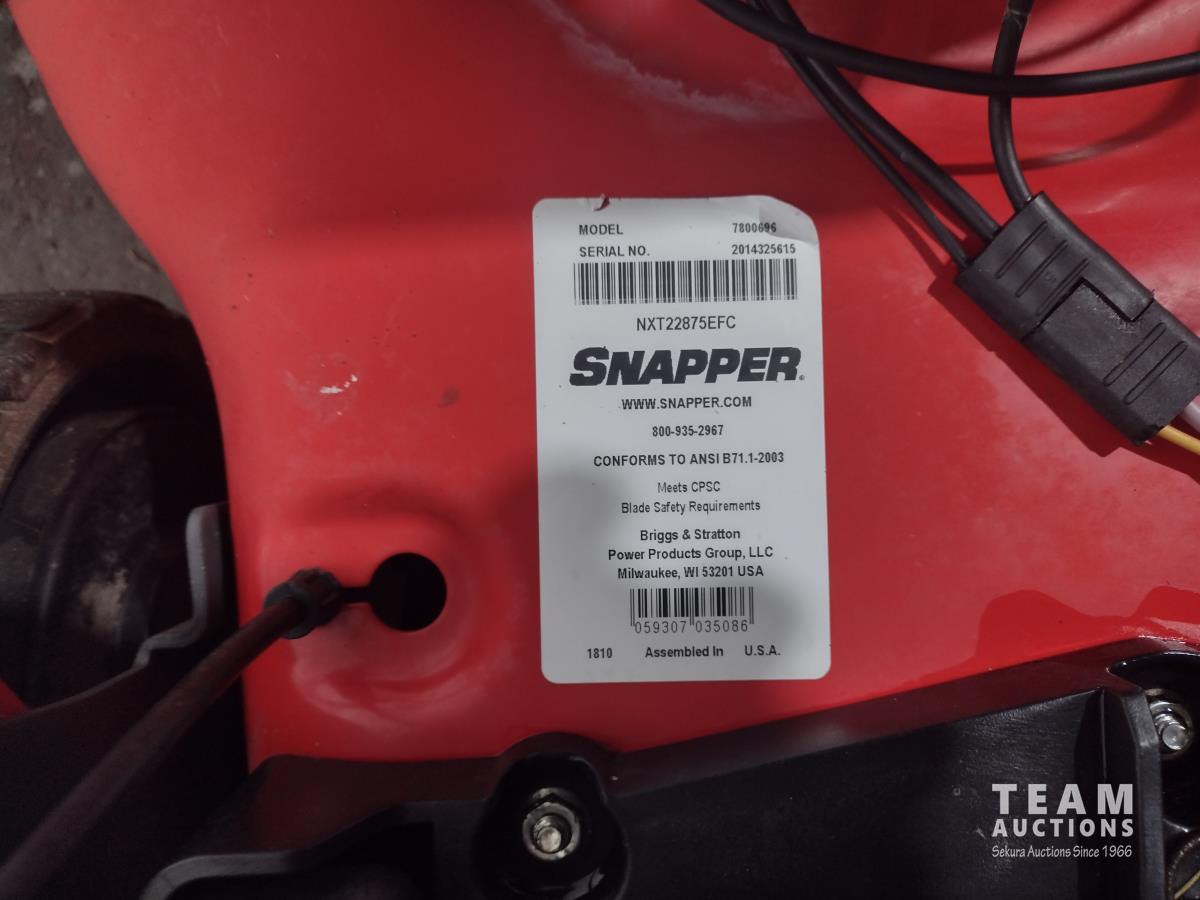 MODEL 7800696
SERIAL NO. 2014325615
NXT22875EFC
SNAPPER®
WWW.SNAPPER.COM
800-935-2967
CONFORMS TO ANSI B71.1-2003
Meets CPSC
Blade Safety Requirements
Briggs & Stratton
Power Products Group, LLC
Milwaukee, WI 53201 USA
059307 035086
1810 Assembled In U.S.A.
TEAM
AUCTIONS
Sekura Auctions Since 1966